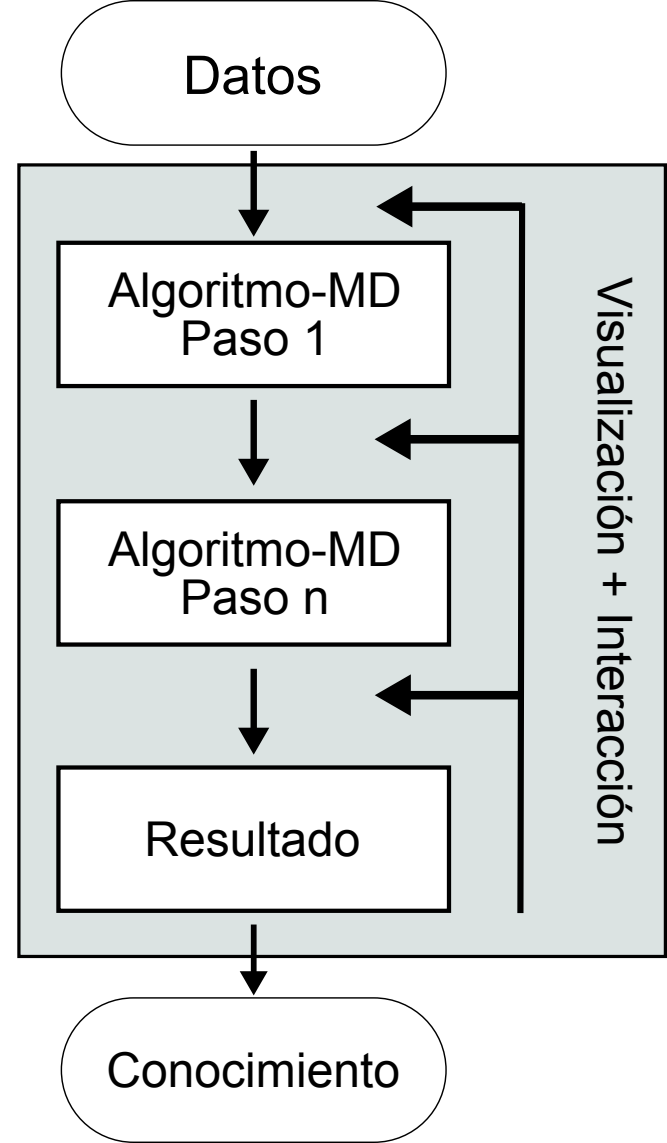 Datos
Algoritmo-MD
Paso 1
Algoritmo-MD
Paso n
Resultado
Visualización + Interacción
Conocimiento